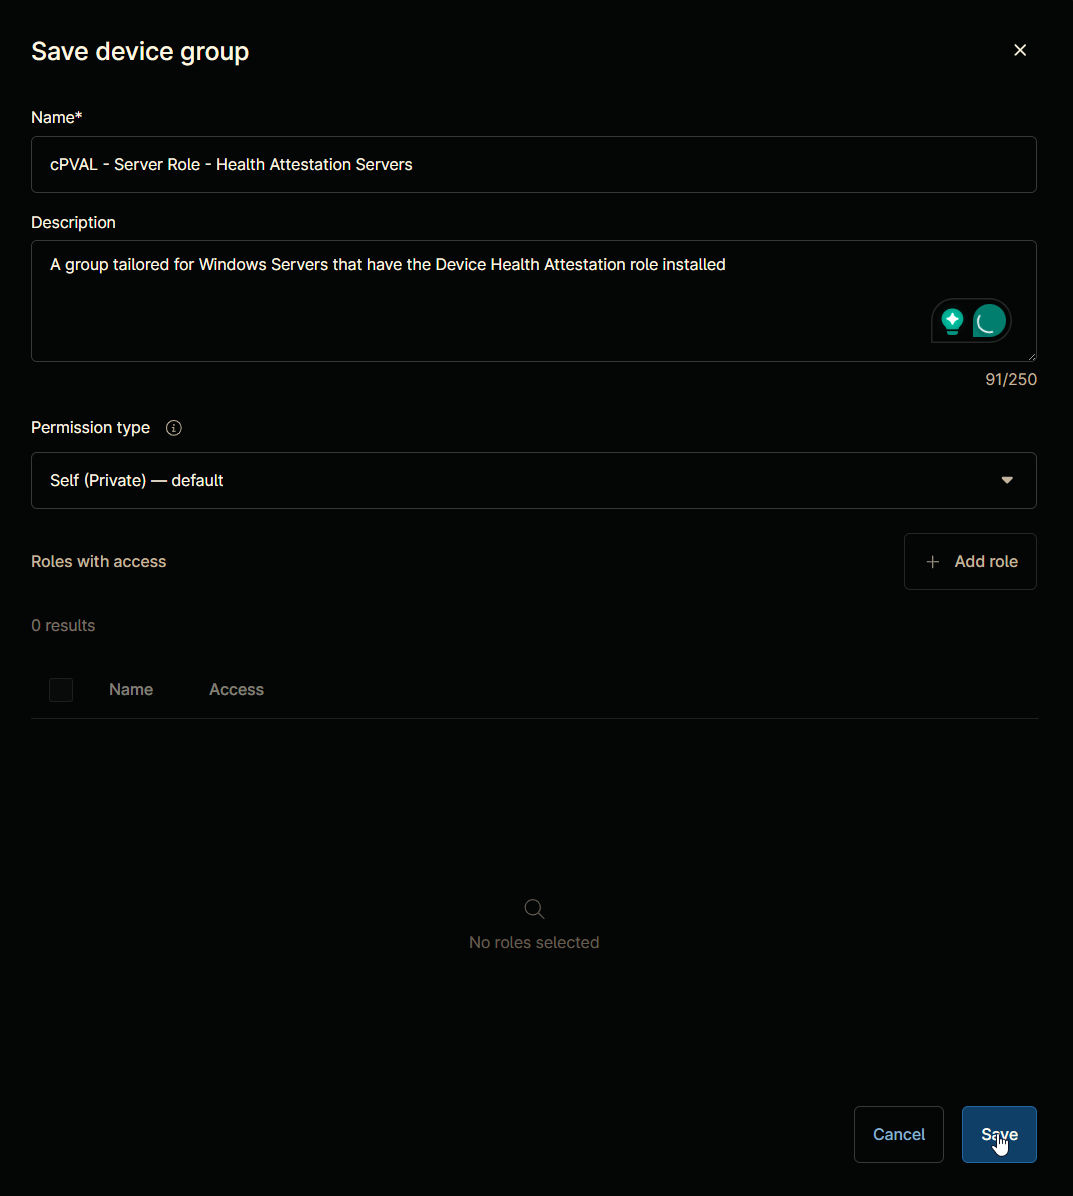 Save device group
Name*
cPVAL - Server Role - Health Attestation Servers
Description
A group tailored for Windows Servers that have the Device Health Attestation role installed
91/250
Permission type
Self (Private) — default
Roles with access
Add role
0 results
Name Access
No roles selected
Cancel Save